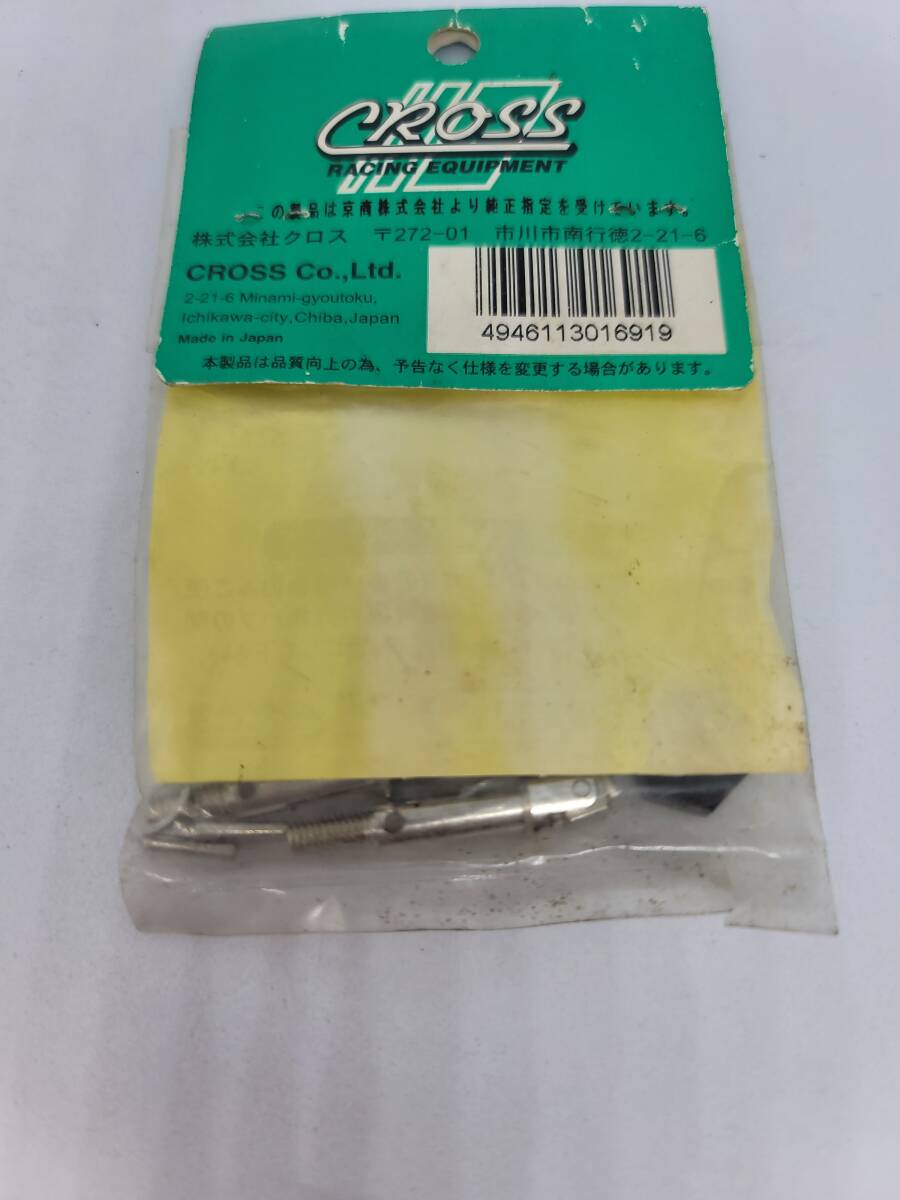 CROSS
RACING EQUIPMENT
この製品は京商株式会社より純正指定を受けています。
株式会社クロス 〒272-01 市川市南行徳2-21-6
CROSS Co.,Ltd.
2-21-6 Minami-gyoutoku,
Ichikawa-city,Chiba,Japan
Made in Japan
4946113016919
本製品は品質向上の為、予告なく仕様を変更する場合があります。